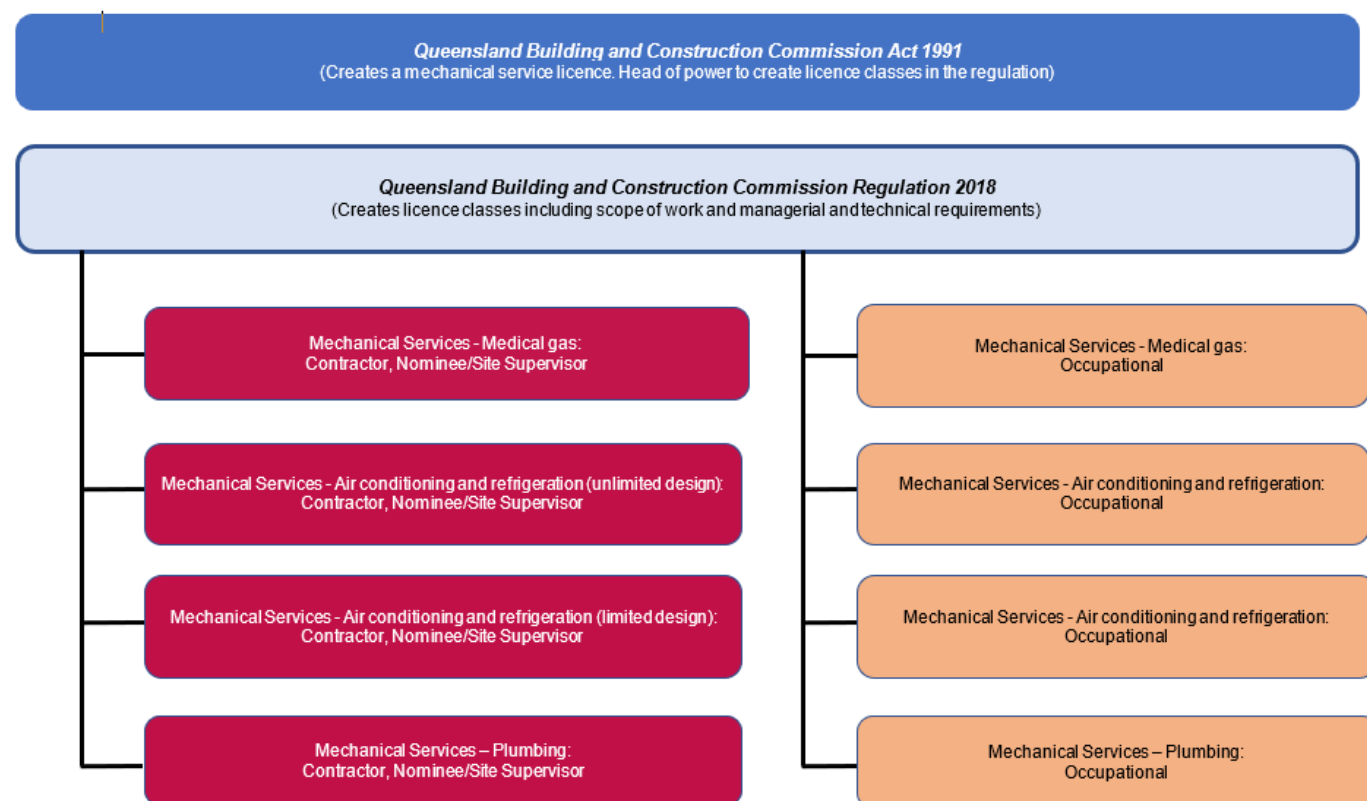 Queensland Building and Construction Commission Act 1991
(Creates a mechanical service licence. Head of power to create licence classes in the regulation)
Queensland Building and Construction Commission Regulation 2018
(Creates licence classes including scope of work and managerial and technical requirements)
Mechanical Services - Medical gas:
Contractor, Nominee/Site Supervisor
Mechanical Services - Medical gas:
Occupational
Mechanical Services - Air conditioning and refrigeration (unlimited design):
Contractor, Nominee/Site Supervisor
Mechanical Services - Air conditioning and refrigeration:
Occupational
Mechanical Services - Air conditioning and refrigeration (limited design):
Contractor, Nominee/Site Supervisor
Mechanical Services - Air conditioning and refrigeration:
Occupational
Mechanical Services – Plumbing:
Contractor, Nominee/Site Supervisor
Mechanical Services – Plumbing:
Occupational